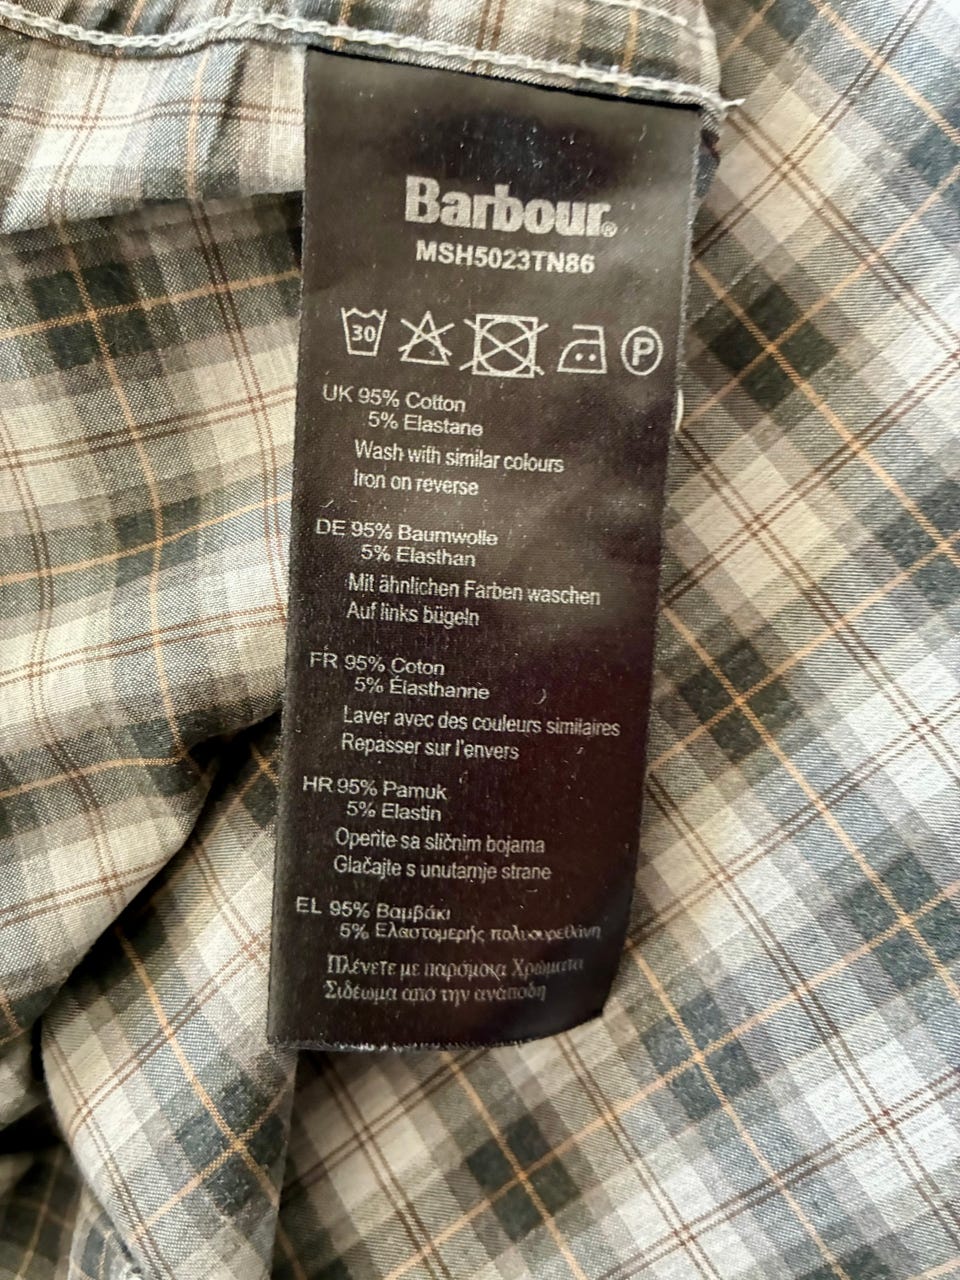 Barbour®
MSH5023TN86
30 P
UK 95% Cotton
5% Elastane
Wash with similar colours
Iron on reverse
DE 95% Baumwolle
5% Elasthan
Mit ähnlichen Farben waschen
Auf links bügeln
FR 95% Coton
5% Élasthanne
Laver avec des couleurs similaires
Repasser sur l'envers
HR 95% Pamuk
5% Elastin
Operite sa sličnim bojama
Glačajte s unutarnje strane
EL 95% Βαμβάκι
5% Ελαστομερής πολυουρεθάνη
Πλένετε με παρόμοια Χρώματα
Σιδέωμα από την ανάποδη